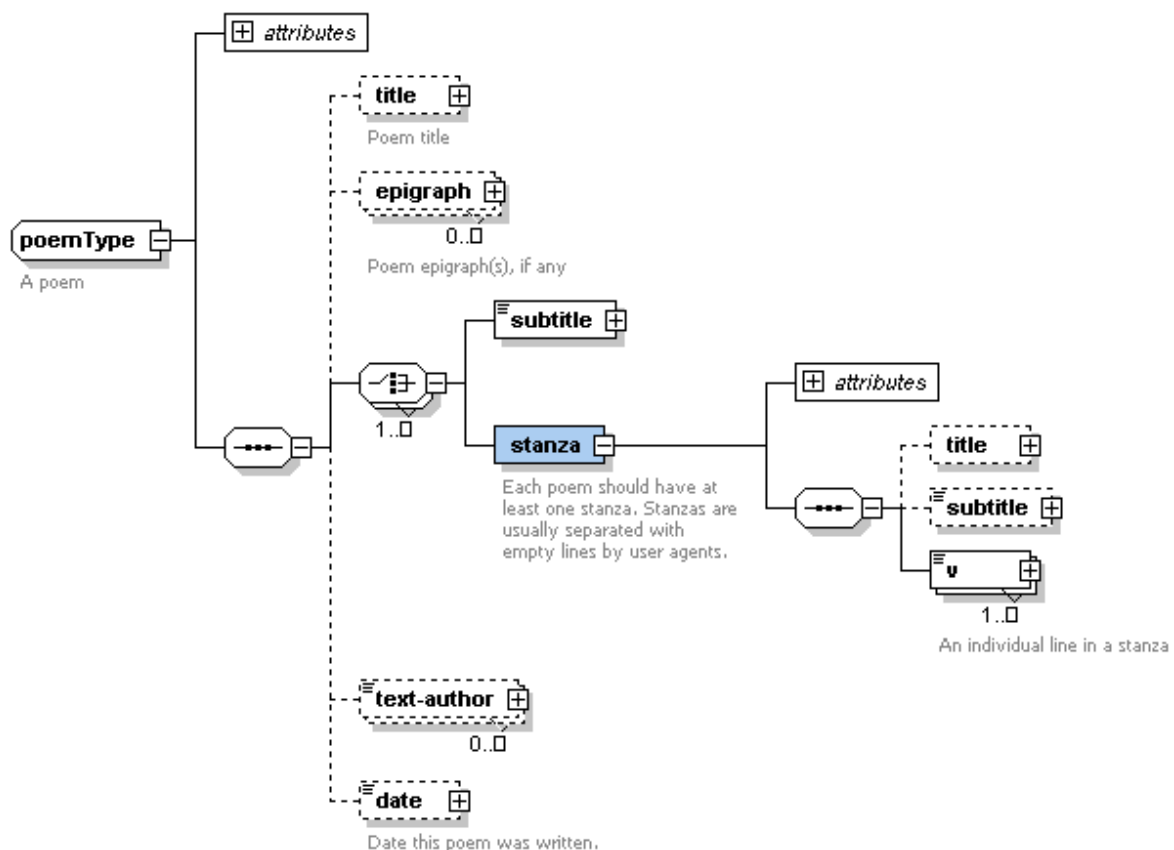 attributes
title
Poem title
epigraph
0..□
Poem epigraph(s), if any
poemType
A poem
subtitle
1..□
stanza
Each poem should have at
least one stanza. Stanzas are
usually separated with
empty lines by user agents.
attributes
title
subtitle
v
1..□
An individual line in a stanza
text-author
0..□
date
Date this poem was written.